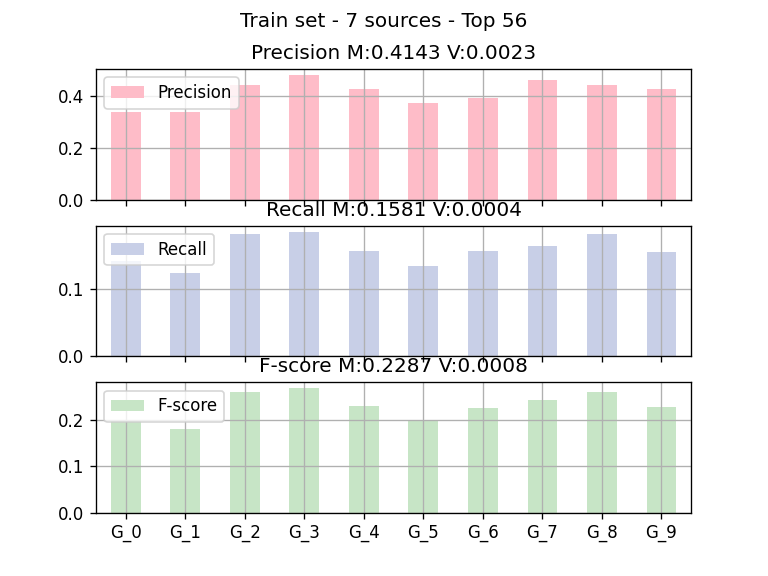 Train set - 7 sources - Top 56
Precision M:0.4143 V:0.0023
Precision
0.4
0.2
0.0
Recall M:0.1581 V:0.0004
Recall
0.1
0.0
F-score M:0.2287 V:0.0008
F-score
0.2
0.1
0.0
G_0 G_1 G_2 G_3 G_4 G_5 G_6 G_7 G_8 G_9